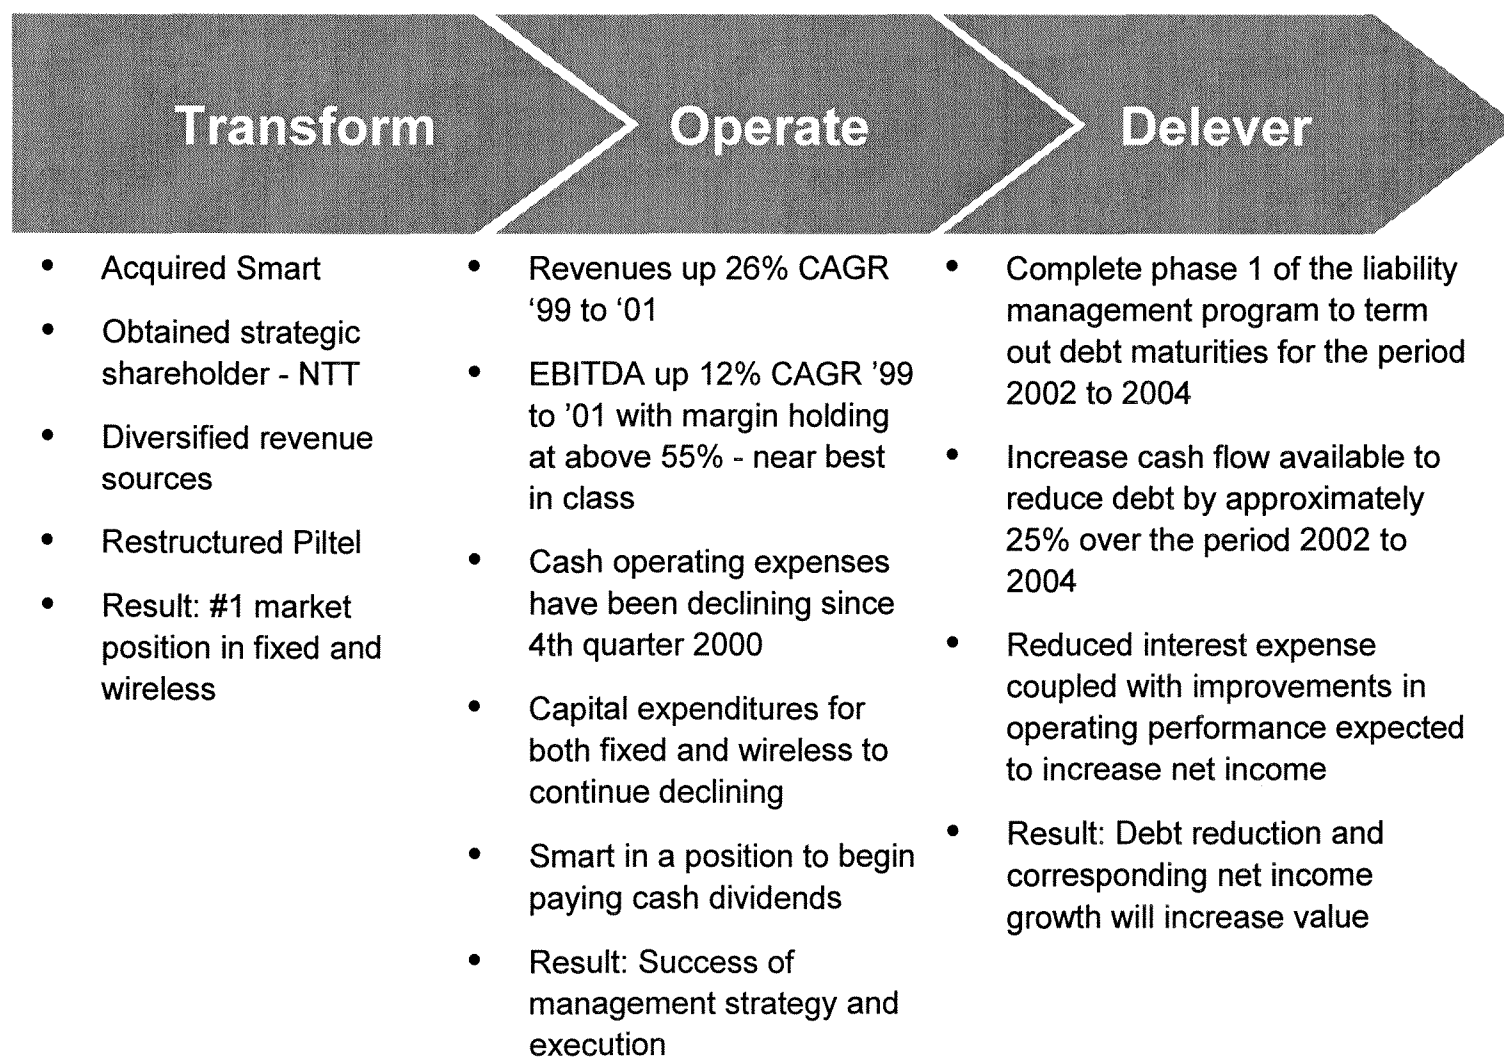 Transform
Operate
Delever
• Acquired Smart
• Obtained strategic
shareholder - NTT
• Diversified revenue
sources
• Restructured Piltel
• Result: #1 market
position in fixed and
wireless
• Revenues up 26% CAGR
‘99 to ‘01
• EBITDA up 12% CAGR ’99
to ’01 with margin holding
at above 55% - near best
in class
• Cash operating expenses
have been declining since
4th quarter 2000
• Capital expenditures for
both fixed and wireless to
continue declining
• Smart in a position to begin
paying cash dividends
• Result: Success of
management strategy and
execution
• Complete phase 1 of the liability
management program to term
out debt maturities for the period
2002 to 2004
• Increase cash flow available to
reduce debt by approximately
25% over the period 2002 to
2004
• Reduced interest expense
coupled with improvements in
operating performance expected
to increase net income
• Result: Debt reduction and
corresponding net income
growth will increase value